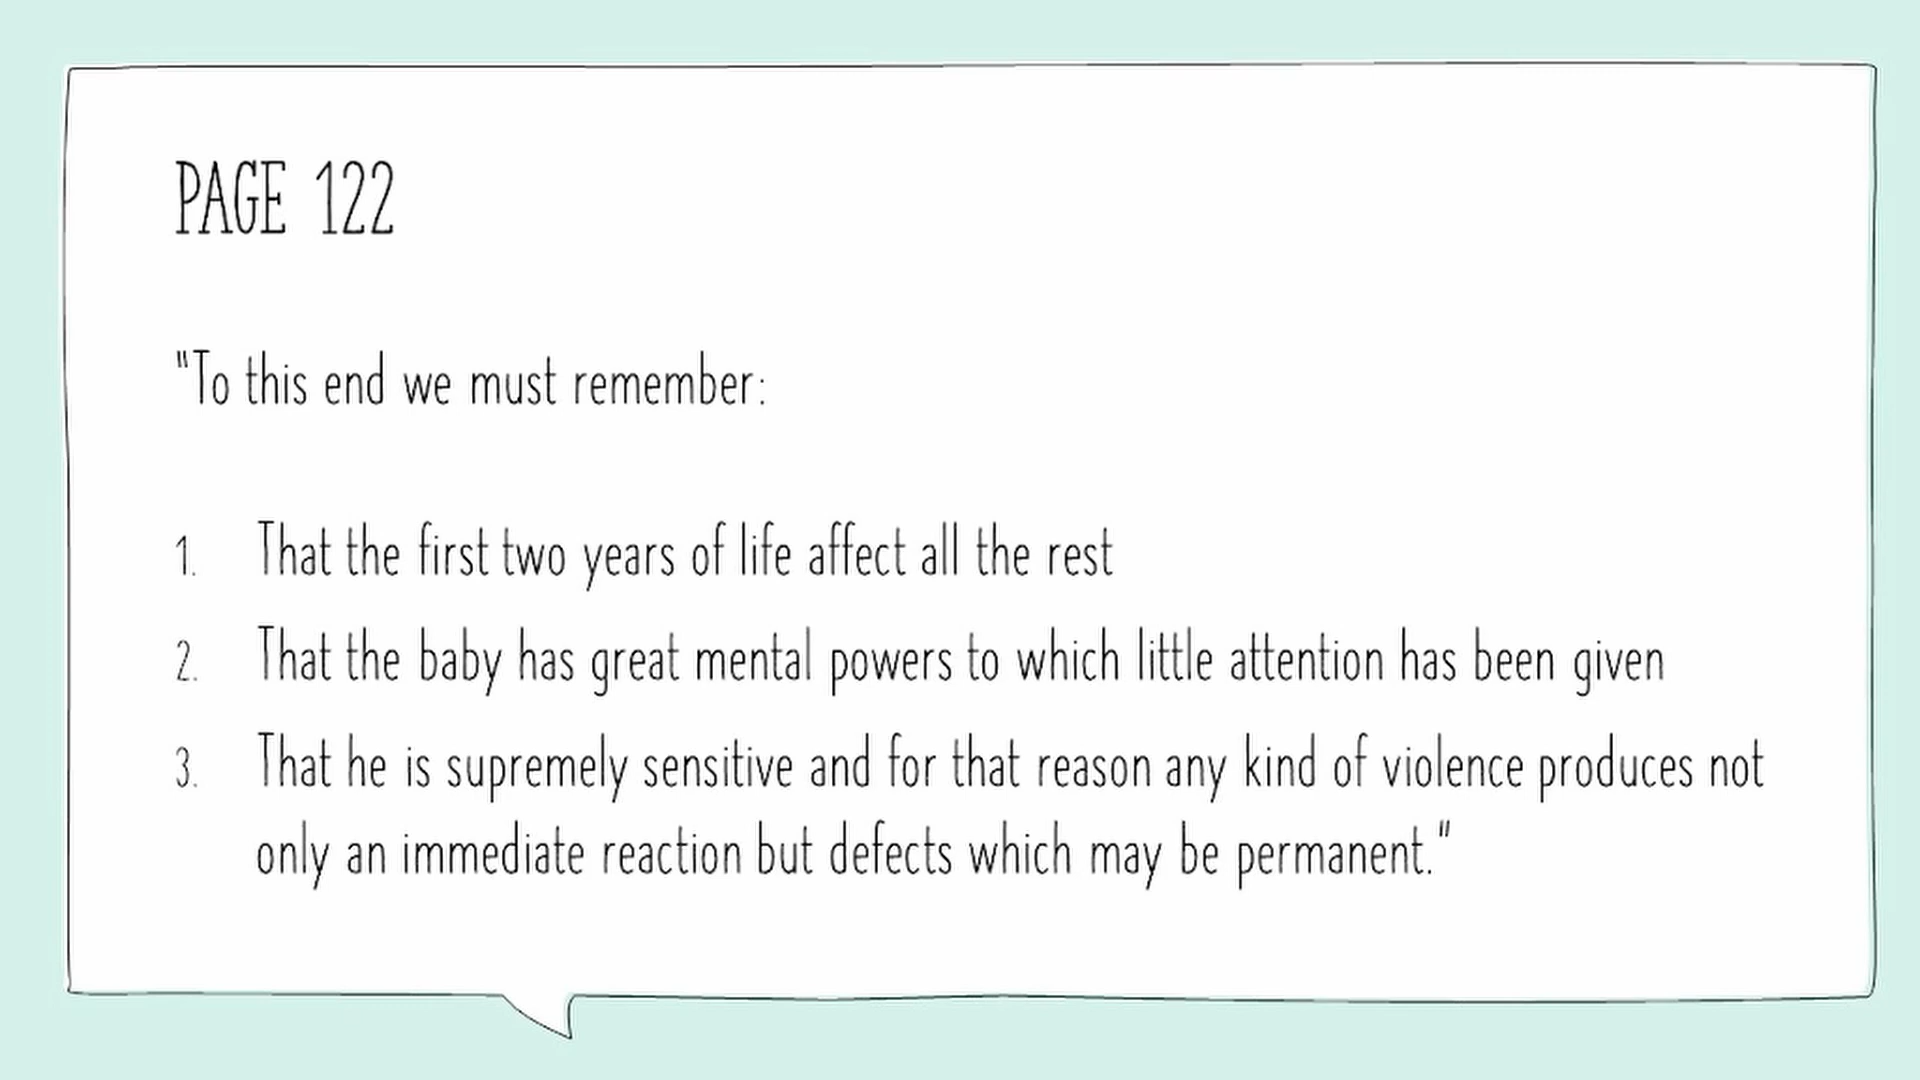 PAGE 122
"To this end we must remember:
1. That the first two years of life affect all the rest
2. That the baby has great mental powers to which little attention has been given
3. That he is supremely sensitive and for that reason any kind of violence produces not
only an immediate reaction but defects which may be permanent."